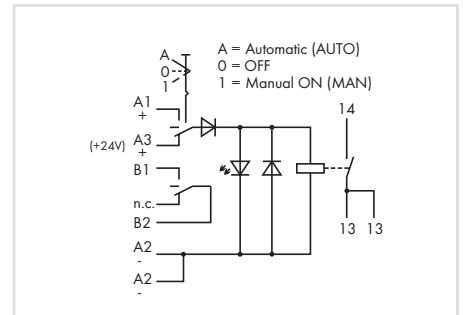 A = Automatic (AUTO)
0 = OFF
1 = Manual ON (MAN)
A
0
1
A1
+
14
(+24V) A3
+
B1
n.c.
13 13
B2
A2
-
A2
-